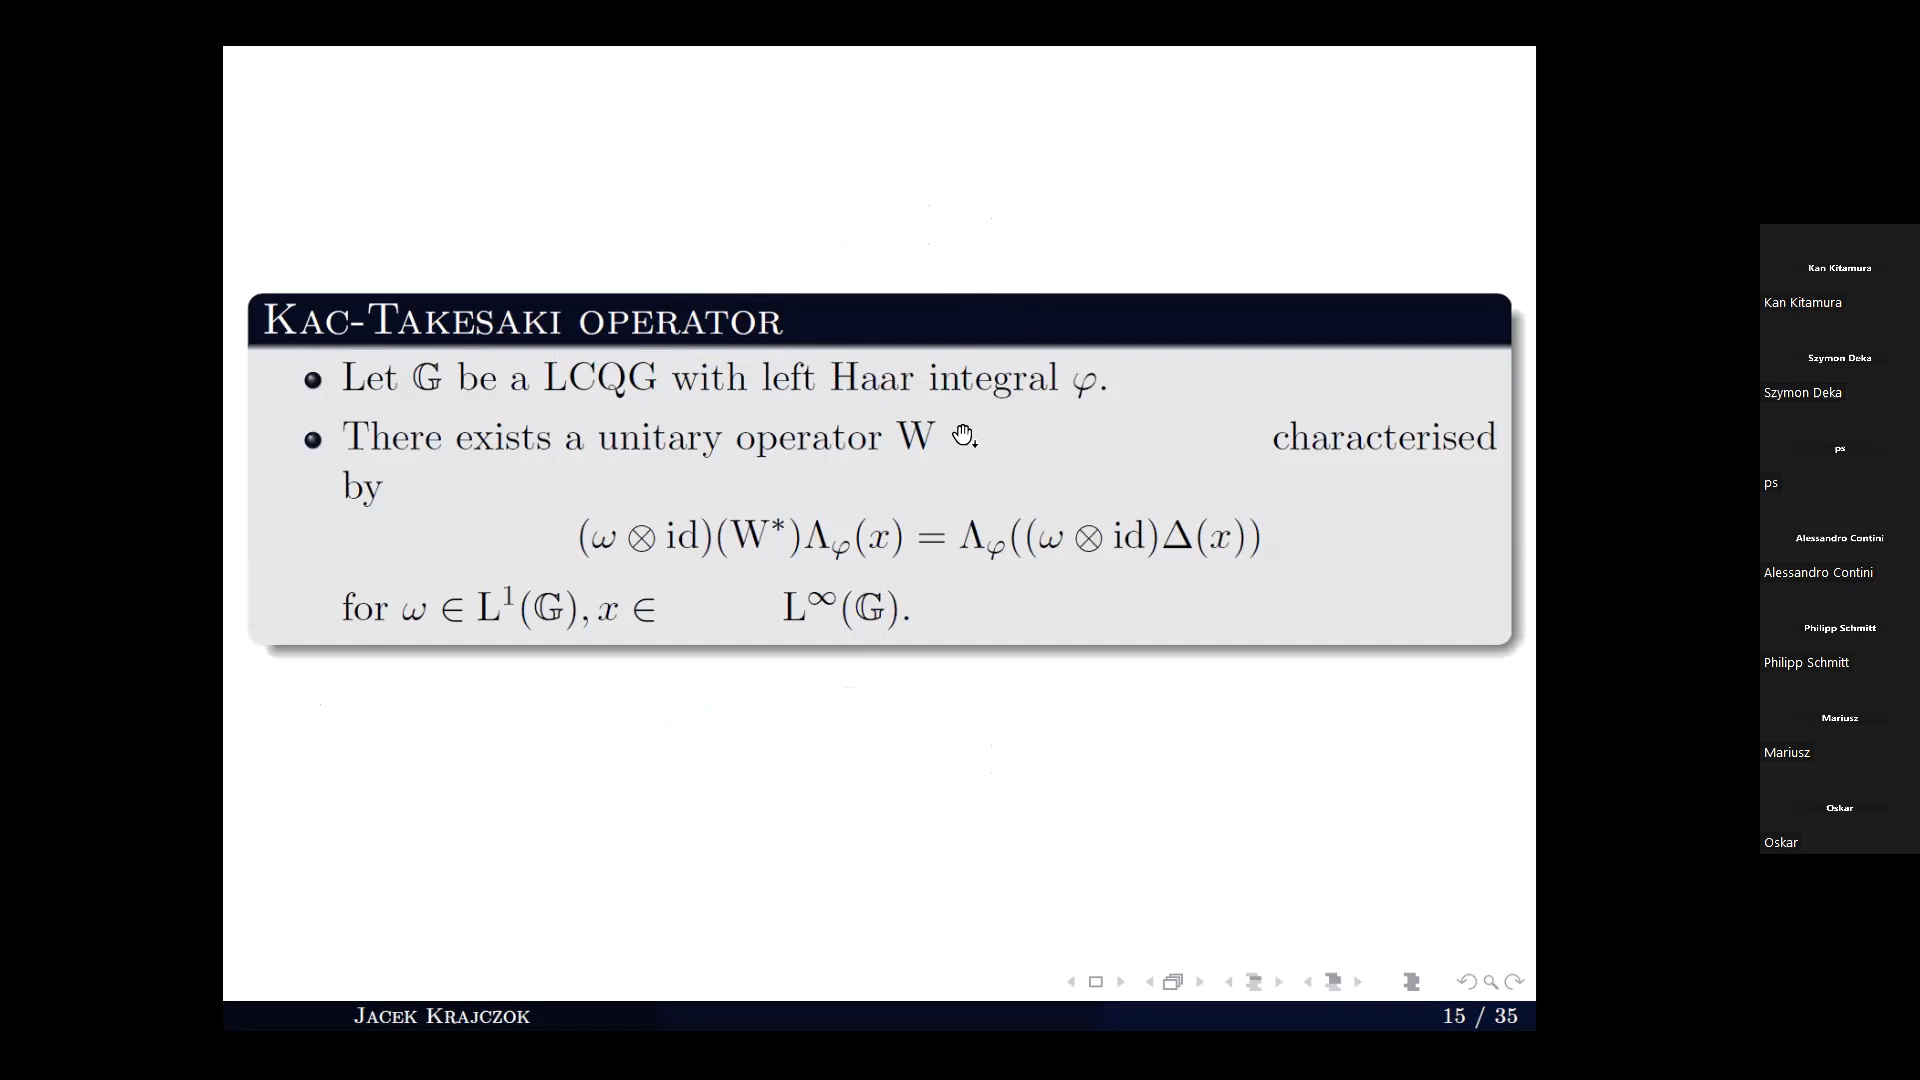 KAC-TAKESAKI OPERATOR
Let 𝔾 be a LCQG with left Haar integral φ.
There exists a unitary operator W characterised
by
(ω ⊗ id)(W*)Λ_φ(x) = Λ_φ((ω ⊗ id)Δ(x))
for ω ∈ L¹(𝔾), x ∈ L^∞(𝔾).
JACEK KRAJCZOK
15 / 35
Kan Kitamura
Kan Kitamura
Szymon Deka
Szymon Deka
ps
ps
Alessandro Contini
Alessandro Contini
Philipp Schmitt
Philipp Schmitt
Mariusz
Mariusz
Oskar
Oskar